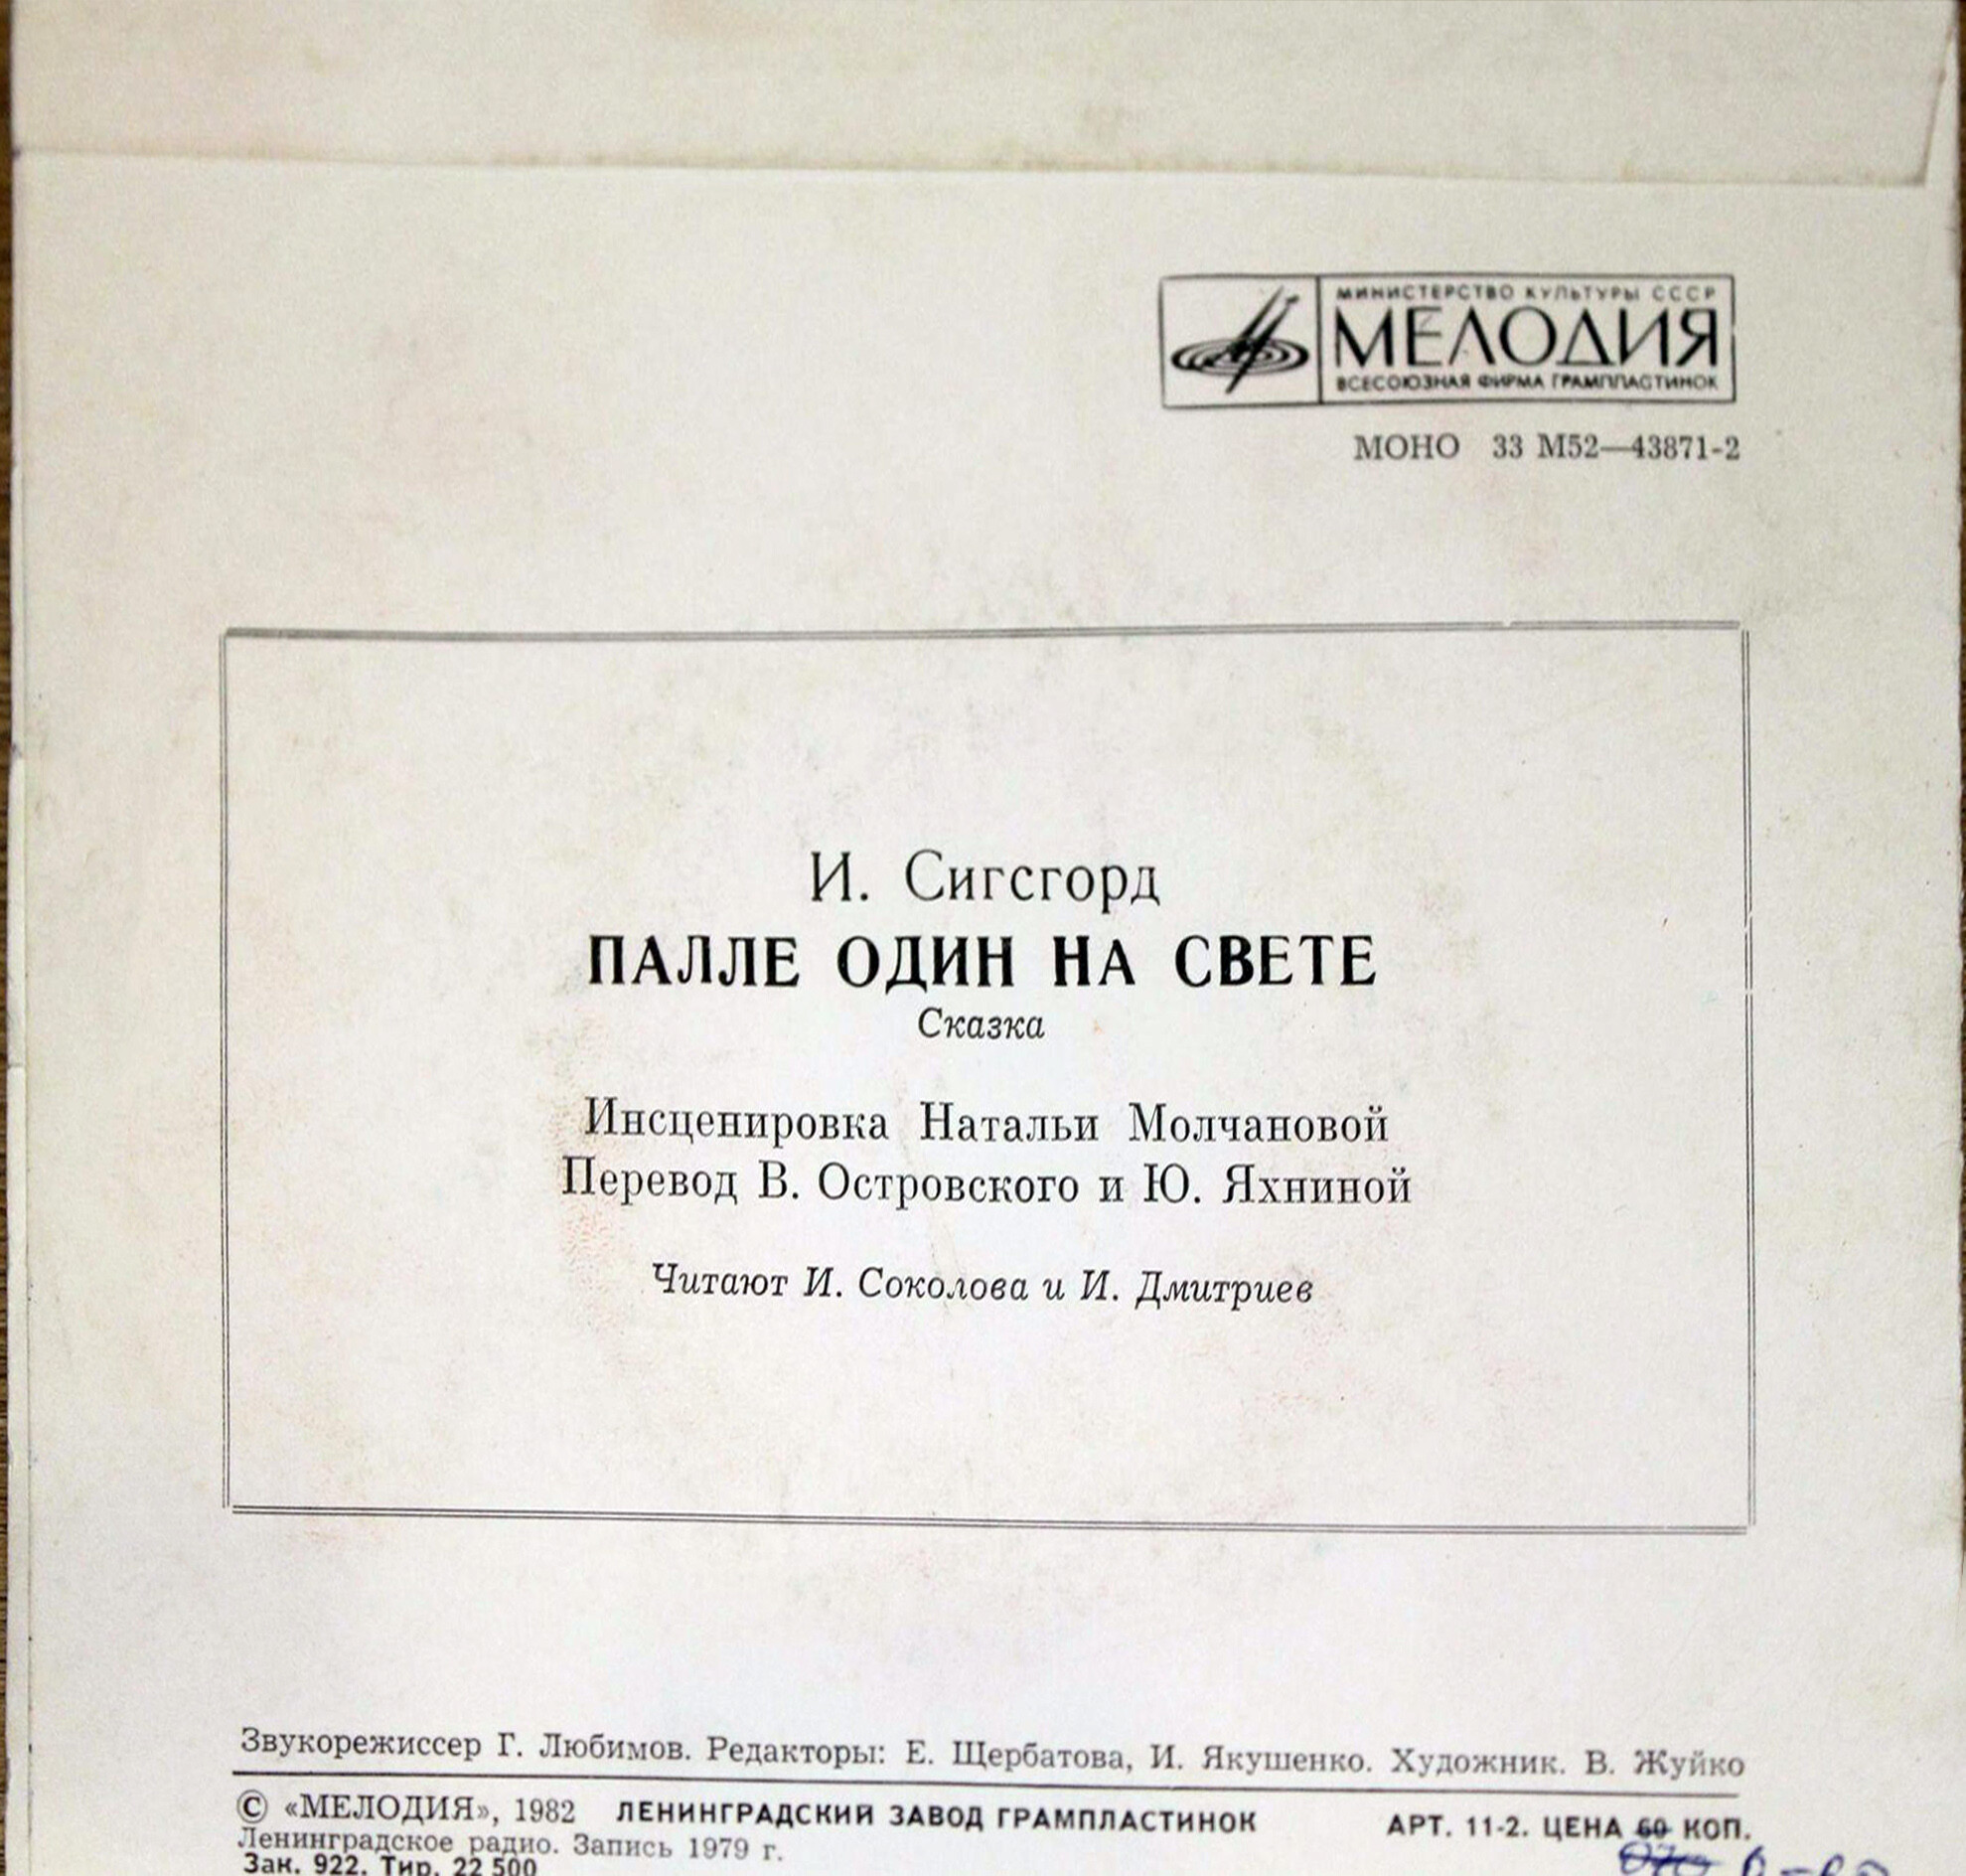 МИНИСТЕРСТВО КУЛЬТУРЫ СССР
МЕЛОДИЯ
ВСЕСОЮЗНАЯ ФИРМА ГРАМПЛАСТИНОК
МОНО 33 М52—43871-2
И. Сигсгорд
ПАЛЛЕ ОДИН НА СВЕТЕ
Сказка
Инсценировка Натальи Молчановой
Перевод В. Островского и Ю. Яхниной
Читают И. Соколова и И. Дмитриев
Звукорежиссер Г. Любимов. Редакторы: Е. Щербатова, И. Якушенко. Художник. В. Жуйко
© «МЕЛОДИЯ», 1982 ЛЕНИНГРАДСКИЙ ЗАВОД ГРАМПЛАСТИНОК АРТ. 11-2. ЦЕНА 60 КОП.
Ленинградское радио. Запись 1979 г.
Зак. 922. Тир. 22 500